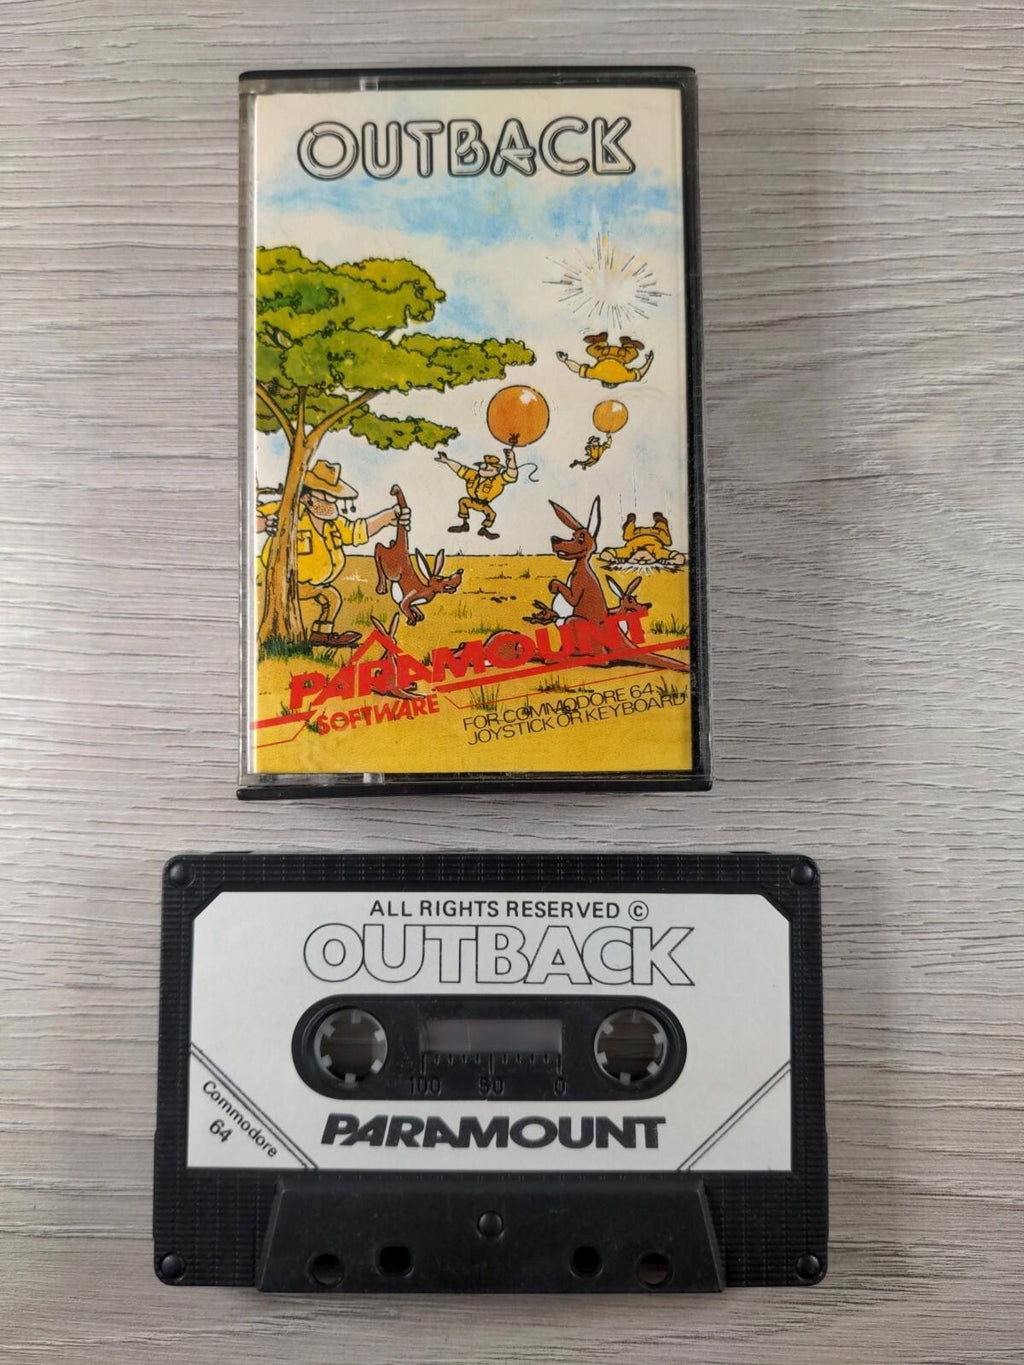 OUTBACK
PARAMOUNT
SOFTWARE
FOR COMMODORE 64
JOYSTICK OR KEYBOARD
ALL RIGHTS RESERVED ©
OUTBACK
100 50 0
PARAMOUNT
Commodore
64